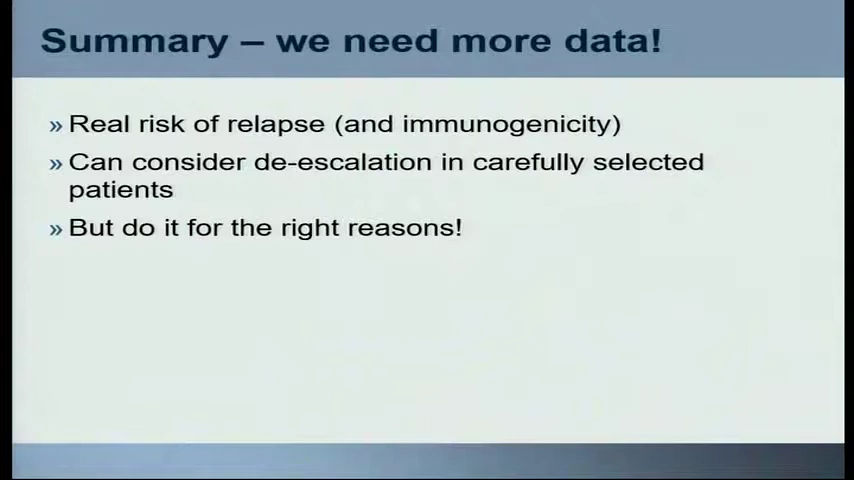 Summary – we need more data!
» Real risk of relapse (and immunogenicity)
» Can consider de-escalation in carefully selected
patients
» But do it for the right reasons!